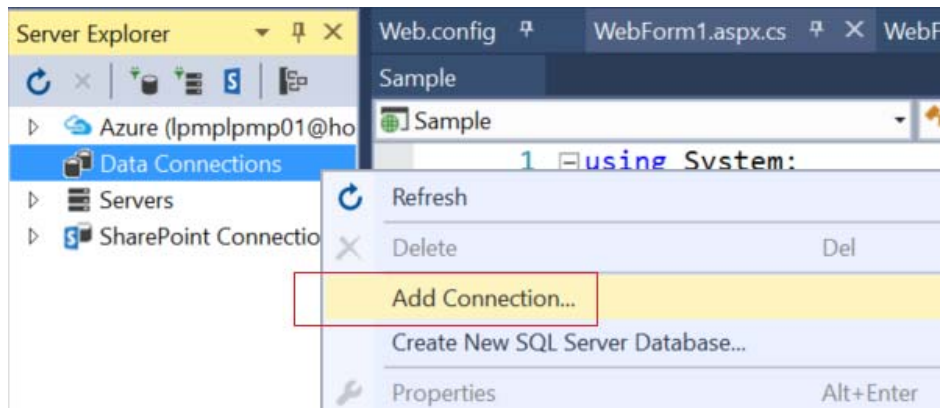 Server Explorer
Web.config
WebForm1.aspx.cs
Sample
Azure (lpmplpmp01@ho
Sample
Data Connections
1 using System;
Servers
Refresh
SharePoint Connectio
Delete Del
Add Connection...
Create New SQL Server Database...
Properties Alt+Enter